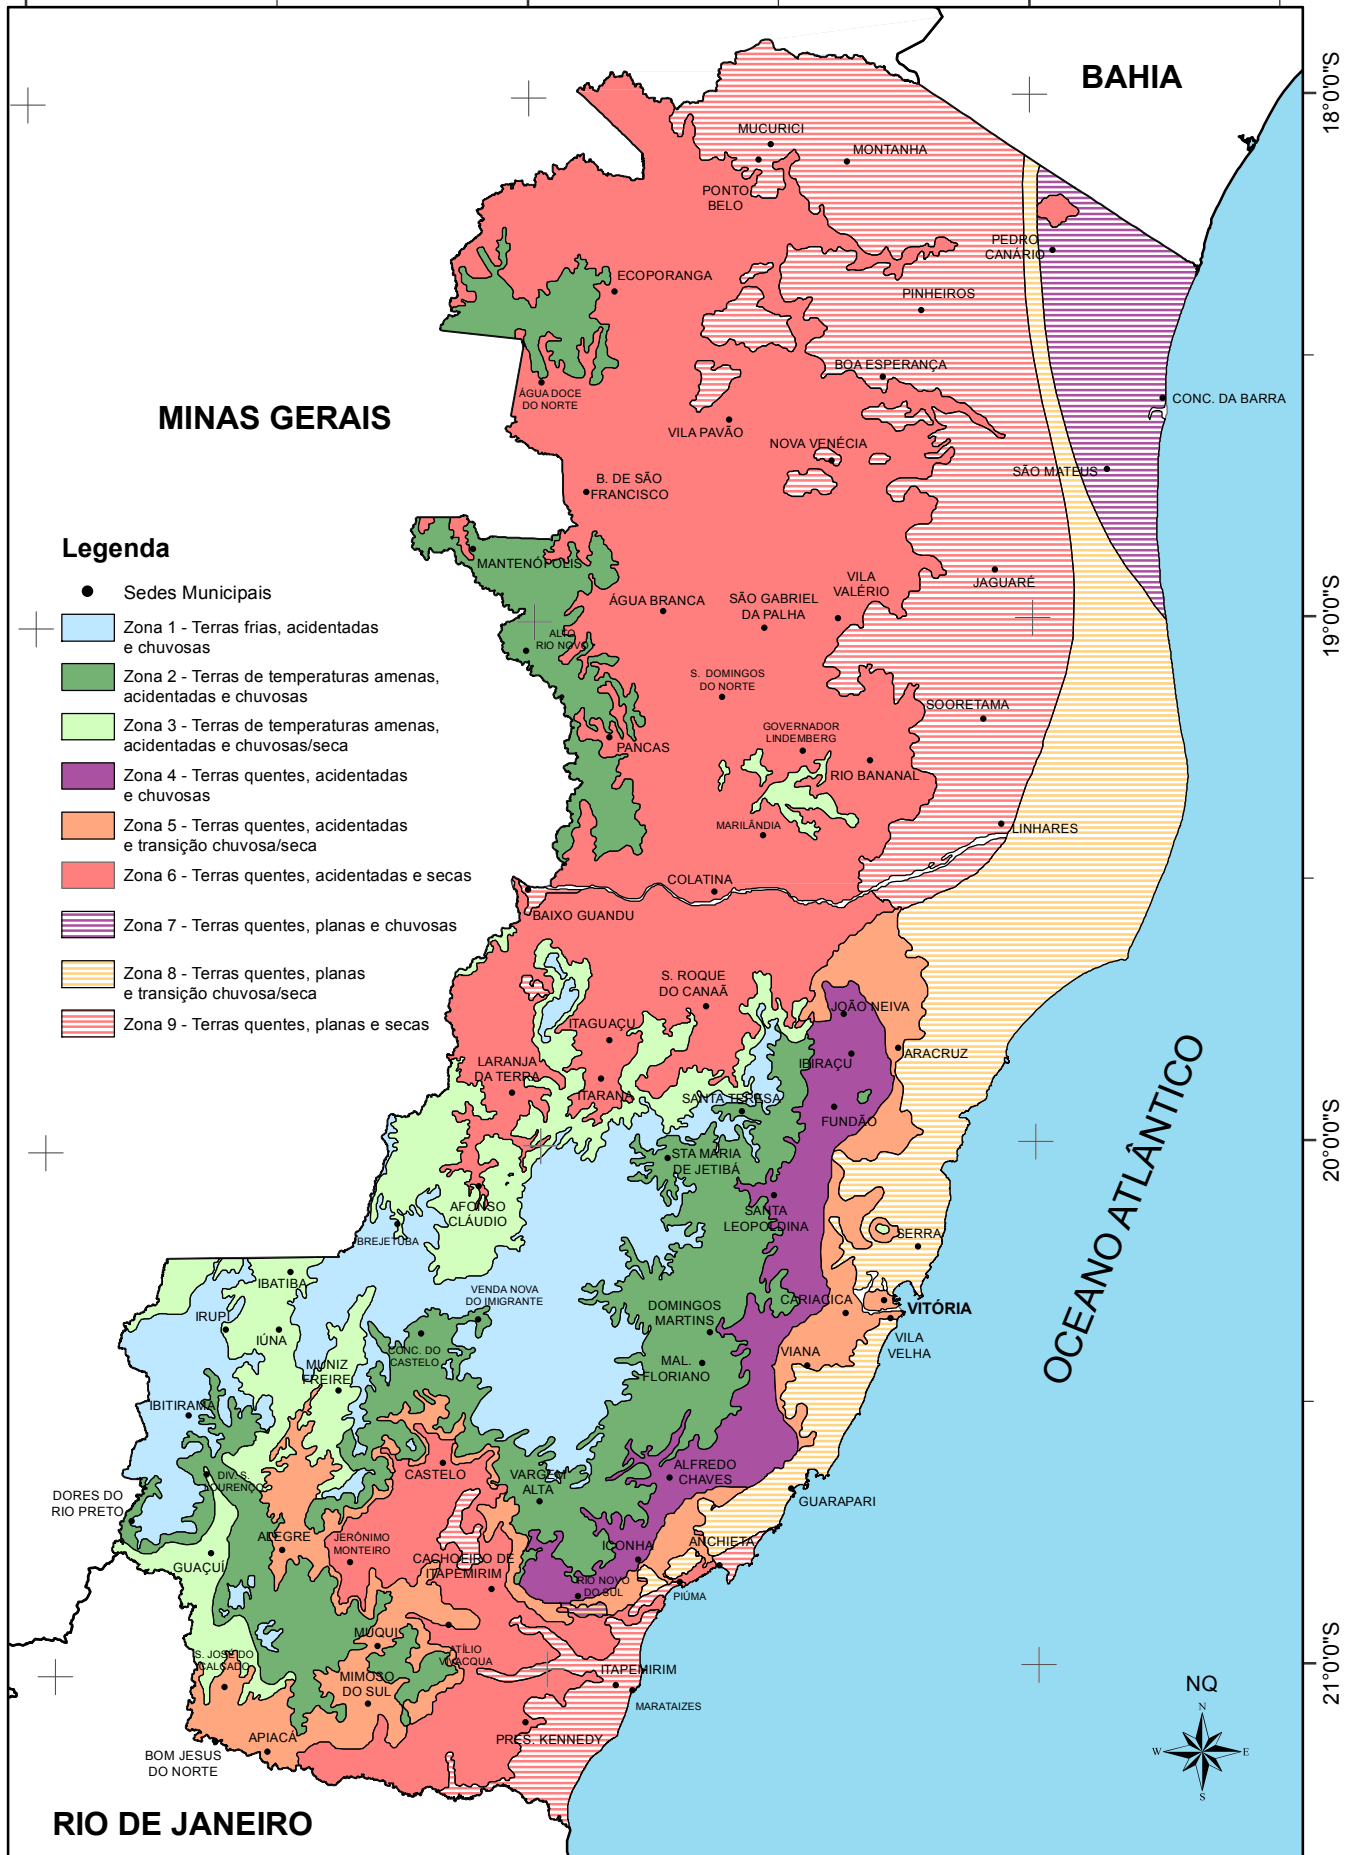 BAHIA
18°0'0"S
MUCURICI
MONTANHA
PONTO
BELO
PEDRO
CANÁRIO
ECOPORANGA
PINHEIROS
BOA ESPERANÇA
ÁGUA DOCE
DO NORTE
CONC. DA BARRA
MINAS GERAIS
VILA PAVÃO
NOVA VENÉCIA
SÃO MATEUS
B. DE SÃO
FRANCISCO
Legenda
Sedes Municipais
Zona 1 - Terras frias, acidentadas
e chuvosas
Zona 2 - Terras de temperaturas amenas,
acidentadas e chuvosas
Zona 3 - Terras de temperaturas amenas,
acidentadas e chuvosas/seca
Zona 4 - Terras quentes, acidentadas
e chuvosas
Zona 5 - Terras quentes, acidentadas
e transição chuvosa/seca
Zona 6 - Terras quentes, acidentadas e secas
Zona 7 - Terras quentes, planas e chuvosas
Zona 8 - Terras quentes, planas
e transição chuvosa/seca
Zona 9 - Terras quentes, planas e secas
MANTENÓPOLIS
VILA
VALÉRIO
JAGUARÉ
ÁGUA BRANCA
SÃO GABRIEL
DA PALHA
19°0'0"S
ALTO
RIO NOVO
S. DOMINGOS
DO NORTE
SOORETAMA
GOVERNADOR
LINDEMBERG
PANCAS
RIO BANANAL
MARILÂNDIA
LINHARES
COLATINA
BAIXO GUANDU
S. ROQUE
DO CANAÃ
JOÃO NEIVA
ITAGUAÇU
LARANJA
DA TERRA
IBIRAÇU
ARACRUZ
ITARANA
SANTA TERESA
FUNDÃO
20°0'0"S
STA MARIA
DE JETIBÁ
AFONSO
CLÁUDIO
SANTA
LEOPOLDINA
BREJETUBA
SERRA
OCEANO ATLÂNTICO
IBATIBA
VENDA NOVA
DO IMIGRANTE
CARIACICA
VITÓRIA
DOMINGOS
MARTINS
IRUPI
IÚNA
VILA
VELHA
CONC. DO
CASTELO
VIANA
MUNIZ
FREIRE
MAL.
FLORIANO
IBITIRAMA
CASTELO
VARGEM
ALTA
ALFREDO
CHAVES
DIV. S.
LOURENÇO
DORES DO
RIO PRETO
GUARAPARI
ALEGRE
JERÔNIMO
MONTEIRO
ICONHA
ANCHIETA
GUAÇUÍ
CACHOEIRO DE
ITAPEMIRIM
RIO NOVO
DO SUL
PIÚMA
MUQUI
ATÍLIO
VIVACQUA
S. JOSÉ DO
CALÇADO
21°0'0"S
MIMOSO
DO SUL
ITAPEMIRIM
MARATAIZES
NQ
N
W
E
S
APIACÁ
PRES. KENNEDY
BOM JESUS
DO NORTE
RIO DE JANEIRO